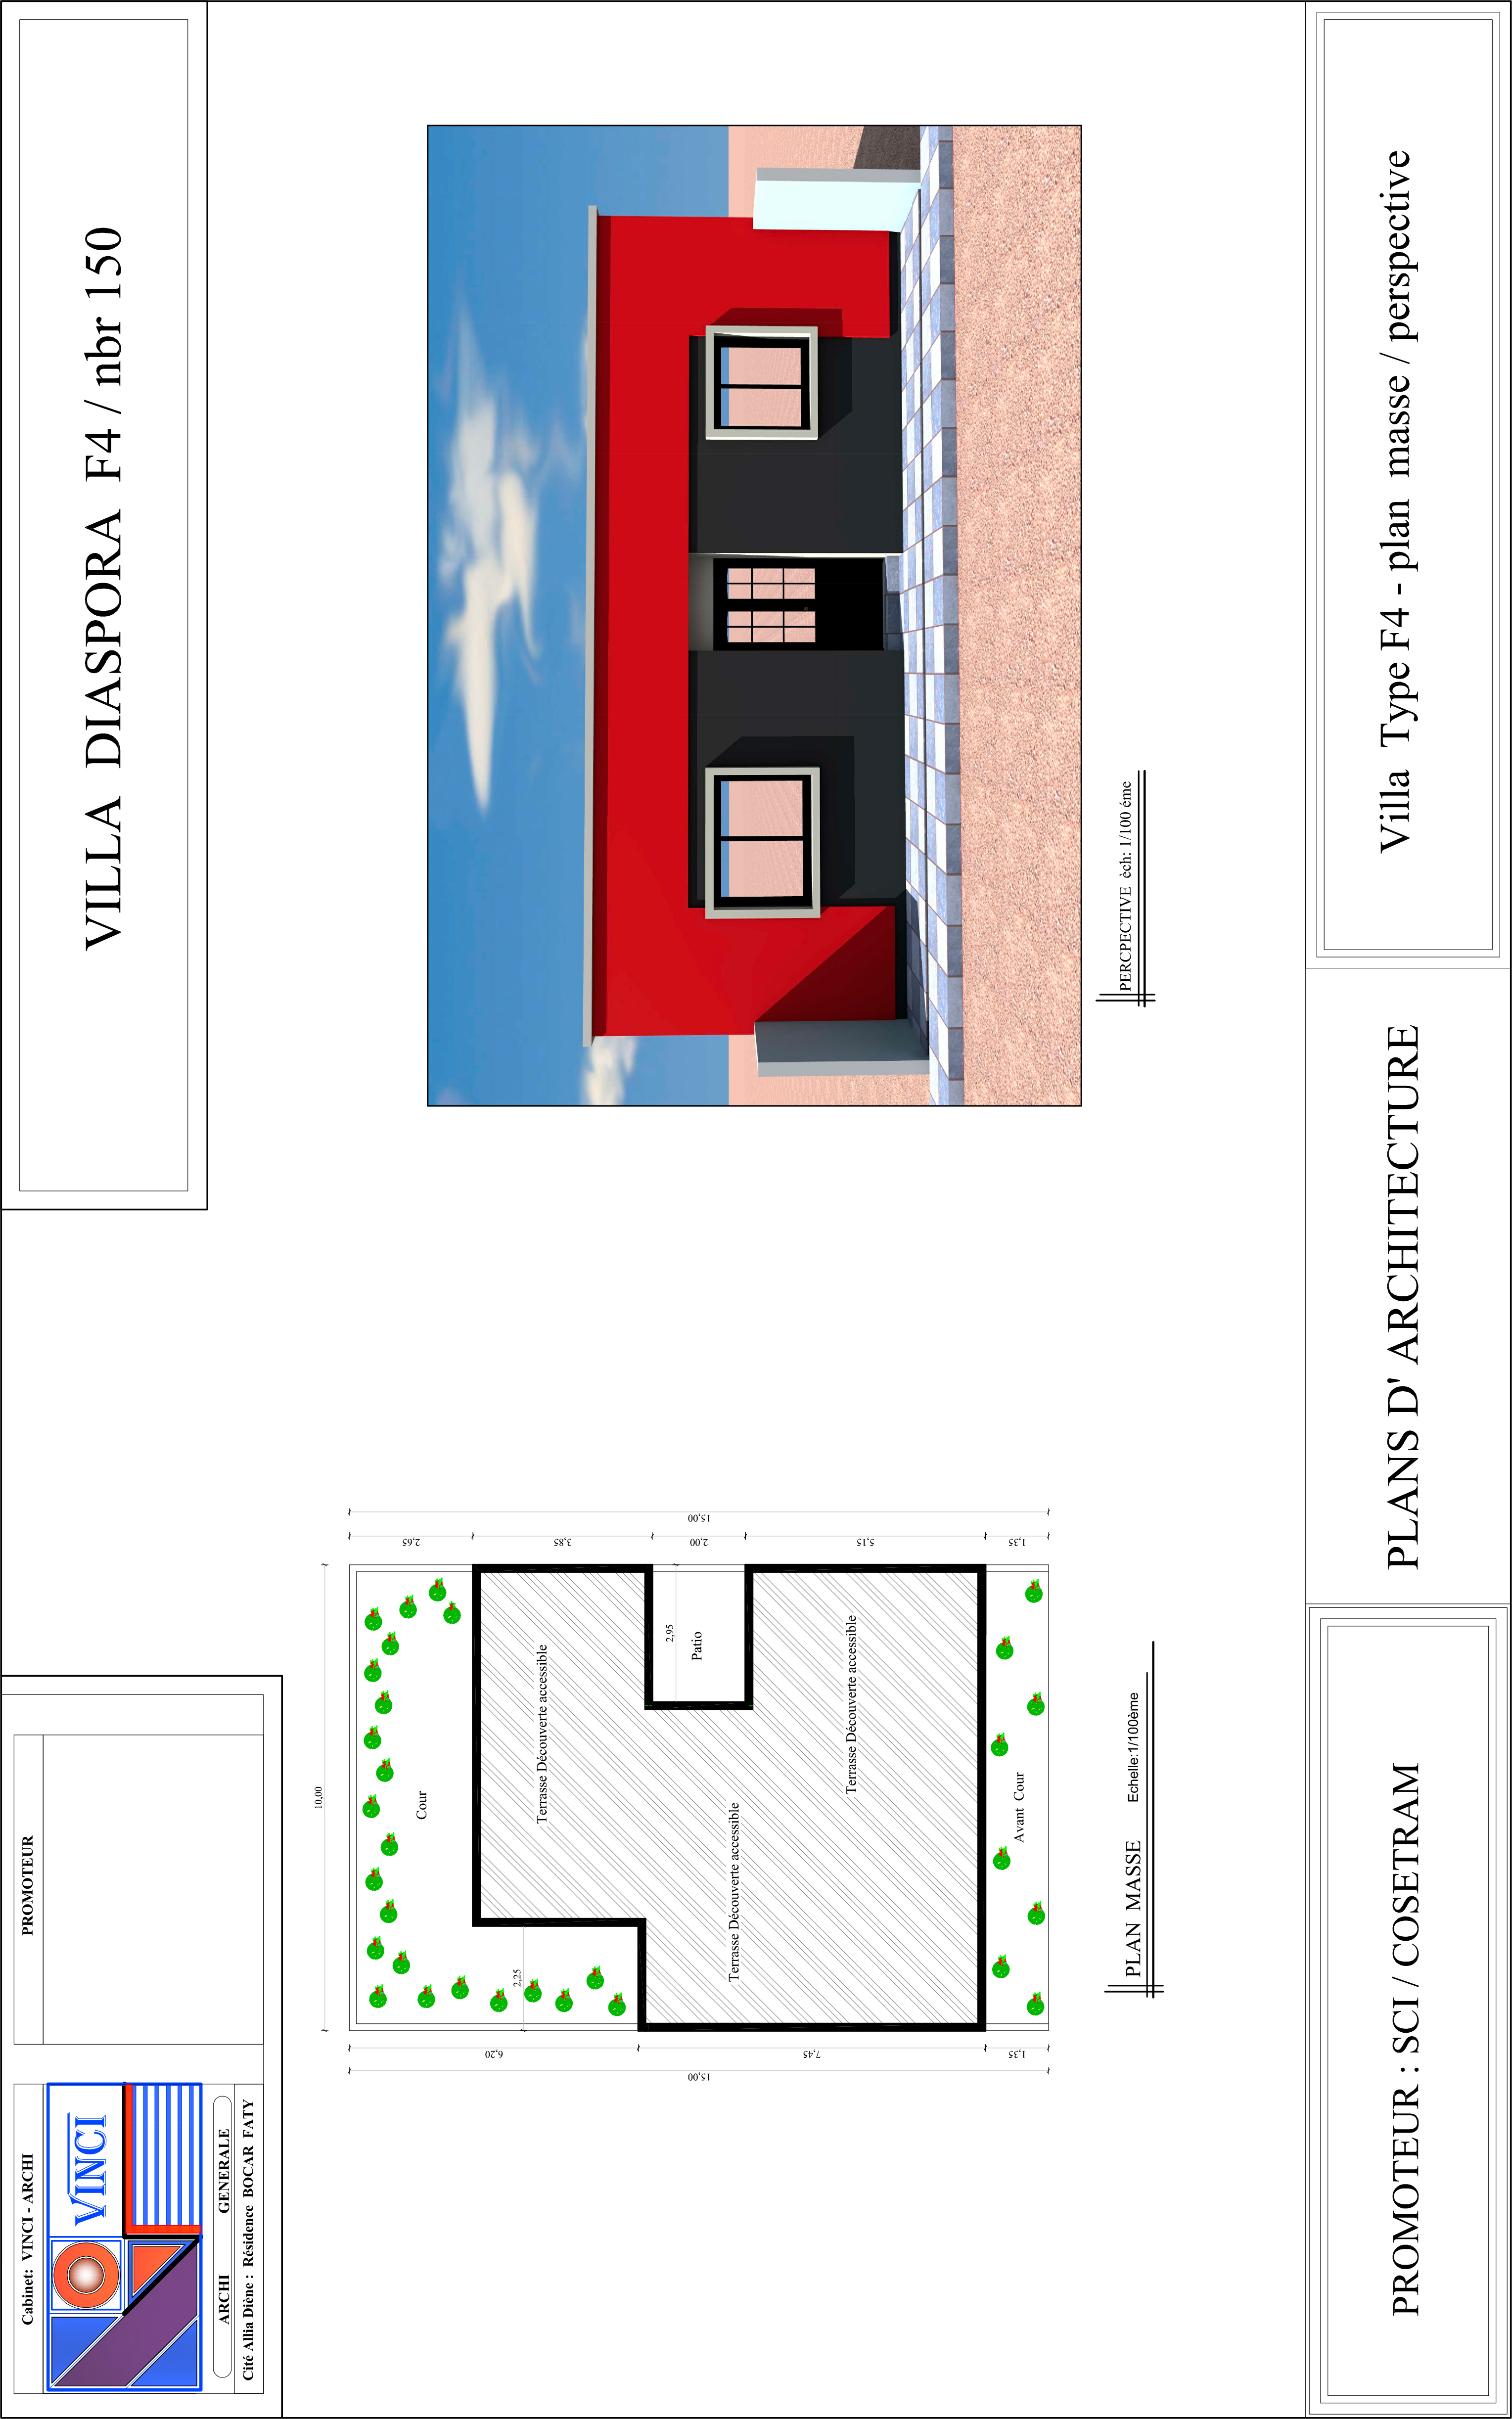 Cabinet:  VINCI - ARCHI
PROMOTEUR
VINCI
ARCHI GENERALE
Cité Allia Diène :  Résidence  BOCAR  FATY
VILLA  DIASPORA  F4 / nbr 150
10,00
Cour
2,65
6,20
2,25
Terrasse Découverte accessible
3,85
2,95
Patio
15,00
2,00
15,00
Terrasse Découverte accessible
7,45
Terrasse Découverte accessible
5,15
Avant  Cour
1,35
1,35
PLAN  MASSE Echelle:1/100ème
PERCPECTIVE  èch: 1/100 éme
PROMOTEUR : SCI / COSETRAM
PLANS D' ARCHITECTURE
Villa  Type F4 - plan  masse / perspective